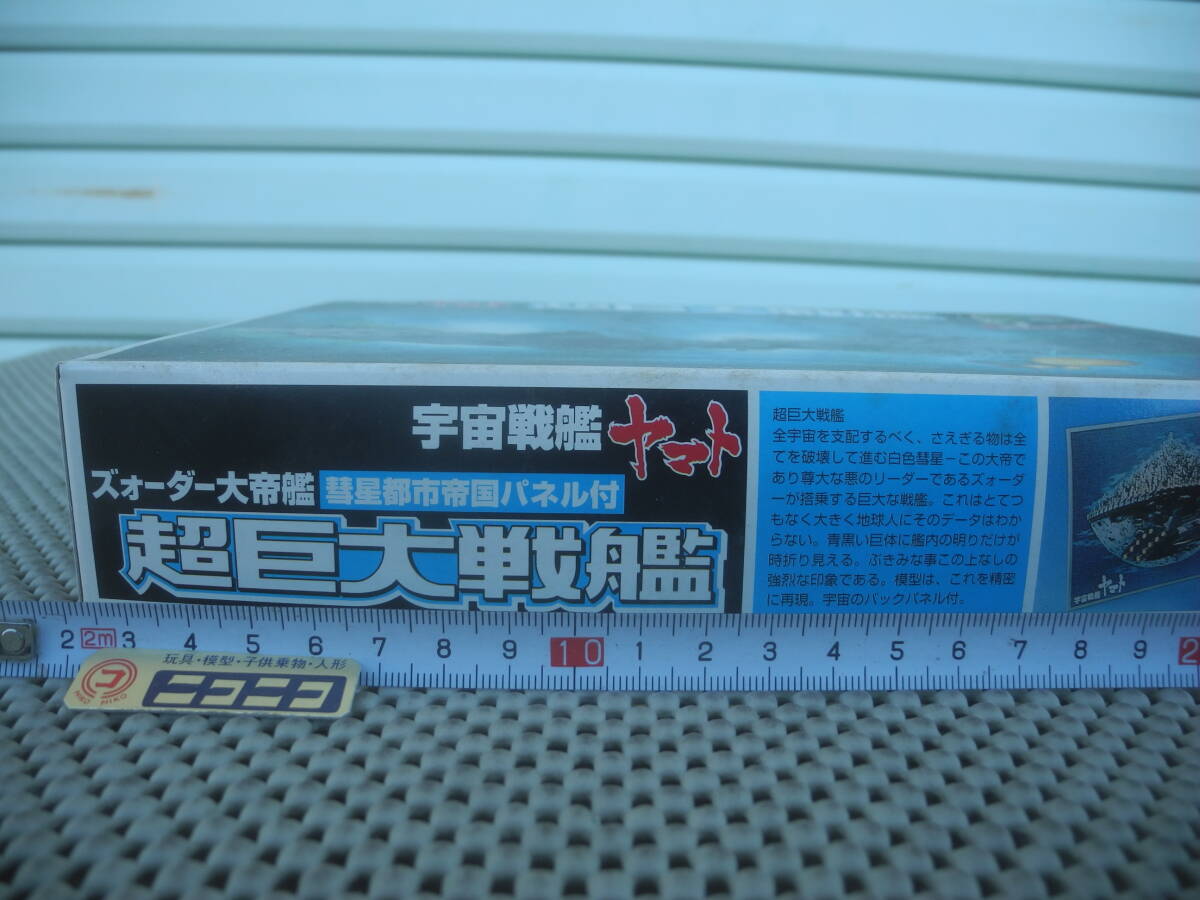 宇宙戦艦ヤマト
ズォーダー大帝艦 彗星都市帝国パネル付
超巨大戦艦
超巨大戦艦
全宇宙を支配するべく、さえぎる物は全
てを破壊して進む白色彗星ーこの大帝で
あり尊大な悪のリーダーであるズォーダ
ーが搭乗する巨大な戦艦。これはとてつ
もなく大きく地球人にそのデータはわか
らない。青黒い巨体に艦内の明りだけが
時折り見える。ぶきみな事この上なしの
強烈な印象である。模型は、これを精密
に再現。宇宙のバックパネル付。
宇宙戦艦ヤマト
2 2m 3 4 5 6 7 8 9 10 1 2 3 4 5 6 7 8 9 2
玩具・模型・子供乗物・人形
ニコニコ
コ
NIKO NIKO